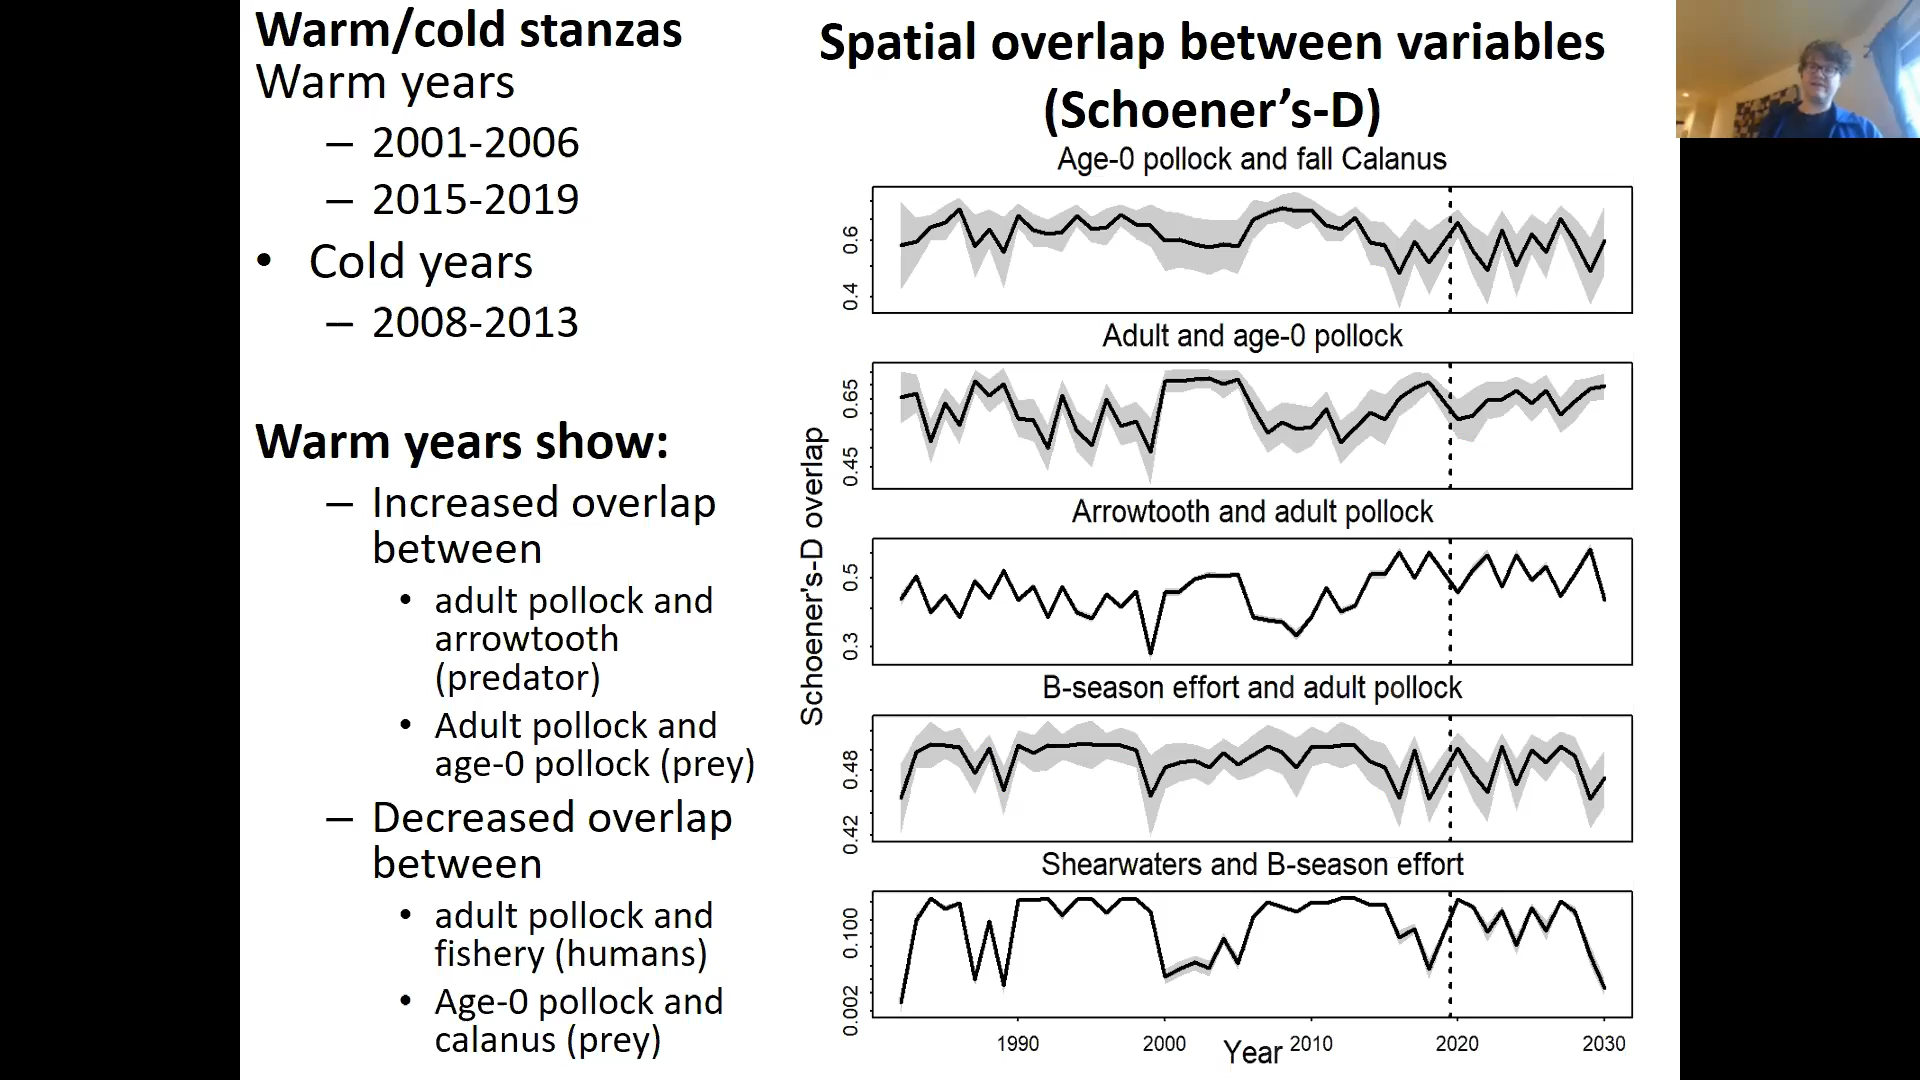 Warm/cold stanzas
Warm years
– 2001-2006
– 2015-2019
• Cold years
– 2008-2013
Warm years show:
– Increased overlap
between
• adult pollock and
arrowtooth
(predator)
• Adult pollock and
age-0 pollock (prey)
– Decreased overlap
between
• adult pollock and
fishery (humans)
• Age-0 pollock and
calanus (prey)
Spatial overlap between variables
(Schoener’s-D)
Age-0 pollock and fall Calanus
0.6
0.4
Adult and age-0 pollock
0.65
0.45
Arrowtooth and adult pollock
0.5
0.3
B-season effort and adult pollock
0.48
0.42
Shearwaters and B-season effort
0.100
0.002
Schoener’s-D overlap
1990 2000 2010 2020 2030
Year